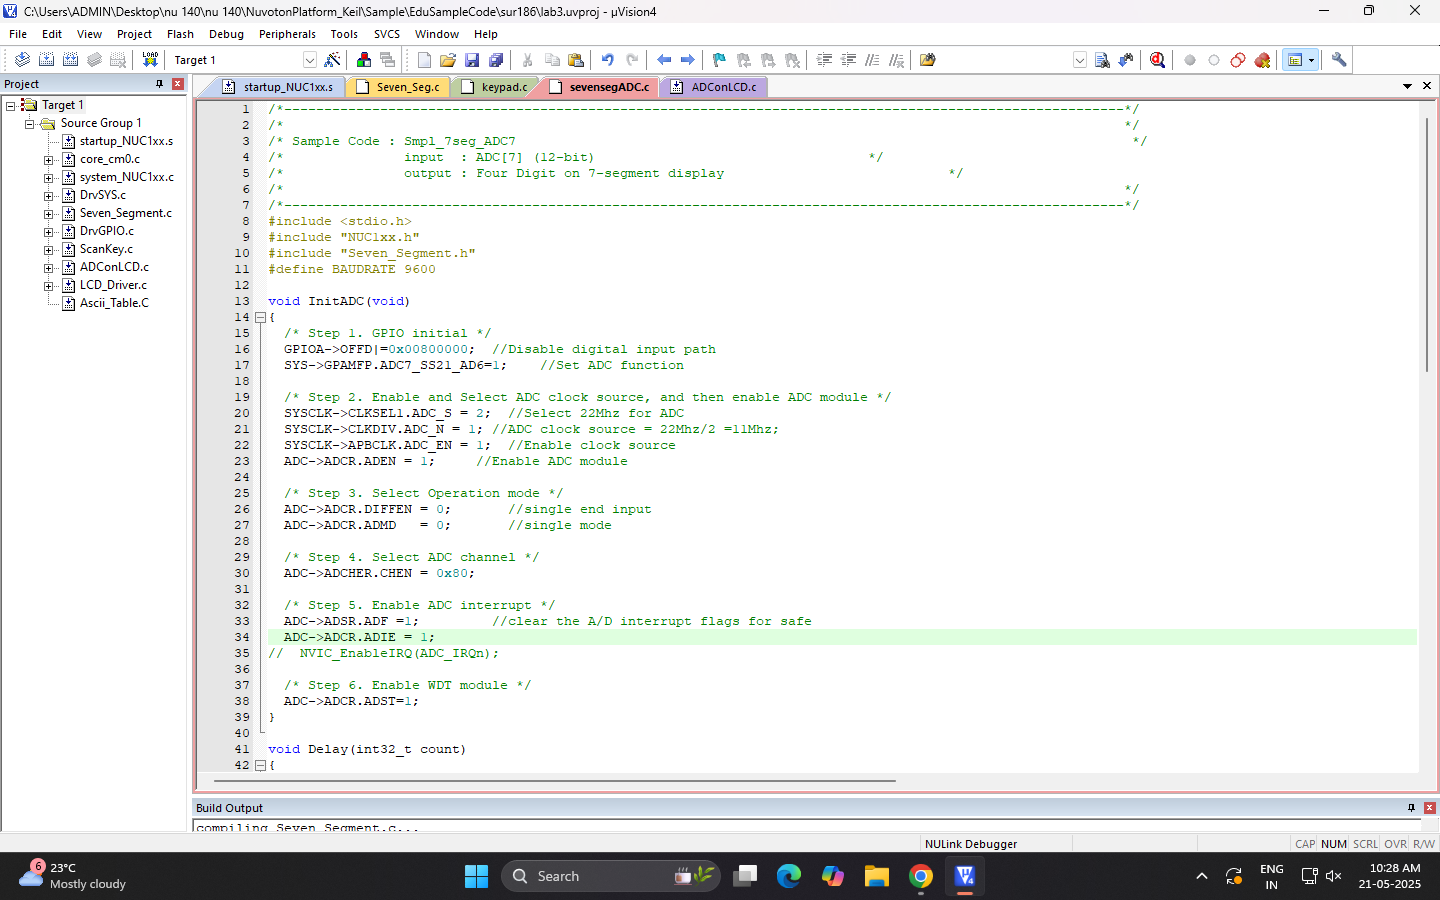 C:\Users\ADMIN\Desktop\nu 140\nu 140\NuvotonPlatform_Keil\Sample\EduSampleCode\sur186\lab3.uvproj - µVision4
File Edit View Project Flash Debug Peripherals Tools SVCS Window Help
LOAD Target 1
Project
startup_NUC1xx.s Seven_Seg.c keypad.c sevensegADC.c ADConLCD.c
Target 1
Source Group 1
startup_NUC1xx.s
core_cm0.c
system_NUC1xx.c
DrvSYS.c
Seven_Segment.c
DrvGPIO.c
ScanKey.c
ADConLCD.c
LCD_Driver.c
Ascii_Table.C
1 /*---------------------------------------------------------------------------------------------------------*/
2 /* */
3 /* Sample Code : Smpl_7seg_ADC7 */
4 /* input : ADC[7] (12-bit) */
5 /* output : Four Digit on 7-segment display */
6 /* */
7 /*---------------------------------------------------------------------------------------------------------*/
8 #include <stdio.h>
9 #include "NUC1xx.h"
10 #include "Seven_Segment.h"
11 #define BAUDRATE 9600
12
13 void InitADC(void)
14 {
15 /* Step 1. GPIO initial */
16 GPIOA->OFFD|=0x00800000; //Disable digital input path
17 SYS->GPAMFP.ADC7_SS21_AD6=1; //Set ADC function
18
19 /* Step 2. Enable and Select ADC clock source, and then enable ADC module */
20 SYSCLK->CLKSEL1.ADC_S = 2; //Select 22Mhz for ADC
21 SYSCLK->CLKDIV.ADC_N = 1; //ADC clock source = 22Mhz/2 =11Mhz;
22 SYSCLK->APBCLK.ADC_EN = 1; //Enable clock source
23 ADC->ADCR.ADEN = 1; //Enable ADC module
24
25 /* Step 3. Select Operation mode */
26 ADC->ADCR.DIFFEN = 0; //single end input
27 ADC->ADCR.ADMD = 0; //single mode
28
29 /* Step 4. Select ADC channel */
30 ADC->ADCHER.CHEN = 0x80;
31
32 /* Step 5. Enable ADC interrupt */
33 ADC->ADSR.ADF =1; //clear the A/D interrupt flags for safe
34 ADC->ADCR.ADIE = 1;
35 // NVIC_EnableIRQ(ADC_IRQn);
36
37 /* Step 6. Enable WDT module */
38 ADC->ADCR.ADST=1;
39 }
40
41 void Delay(int32_t count)
42 {
Build Output
compiling Seven_Segment.c...
NULink Debugger CAP NUM SCRL OVR R/W
6 23°C
Mostly cloudy
Search
ENG
IN
10:28 AM
21-05-2025